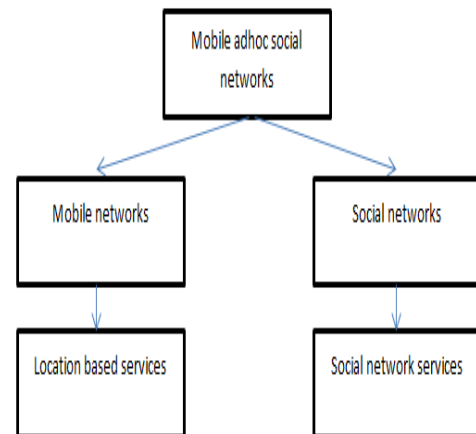 Mobile adhoc social
networks
Mobile networks
Social networks
Location based services
Social network services